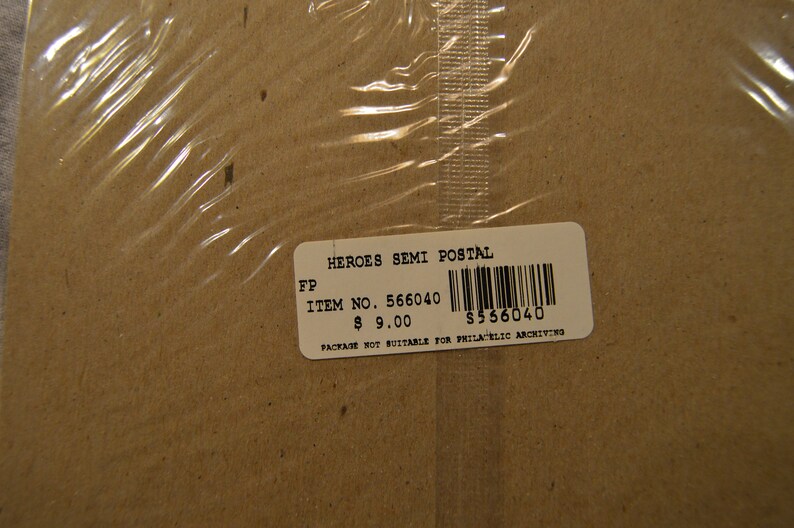 HEROES SEMI POSTAL
FP
ITEM NO. 566040
$ 9.00
S566040
PACKAGE NOT SUITABLE FOR PHILATELIC ARCHIVING